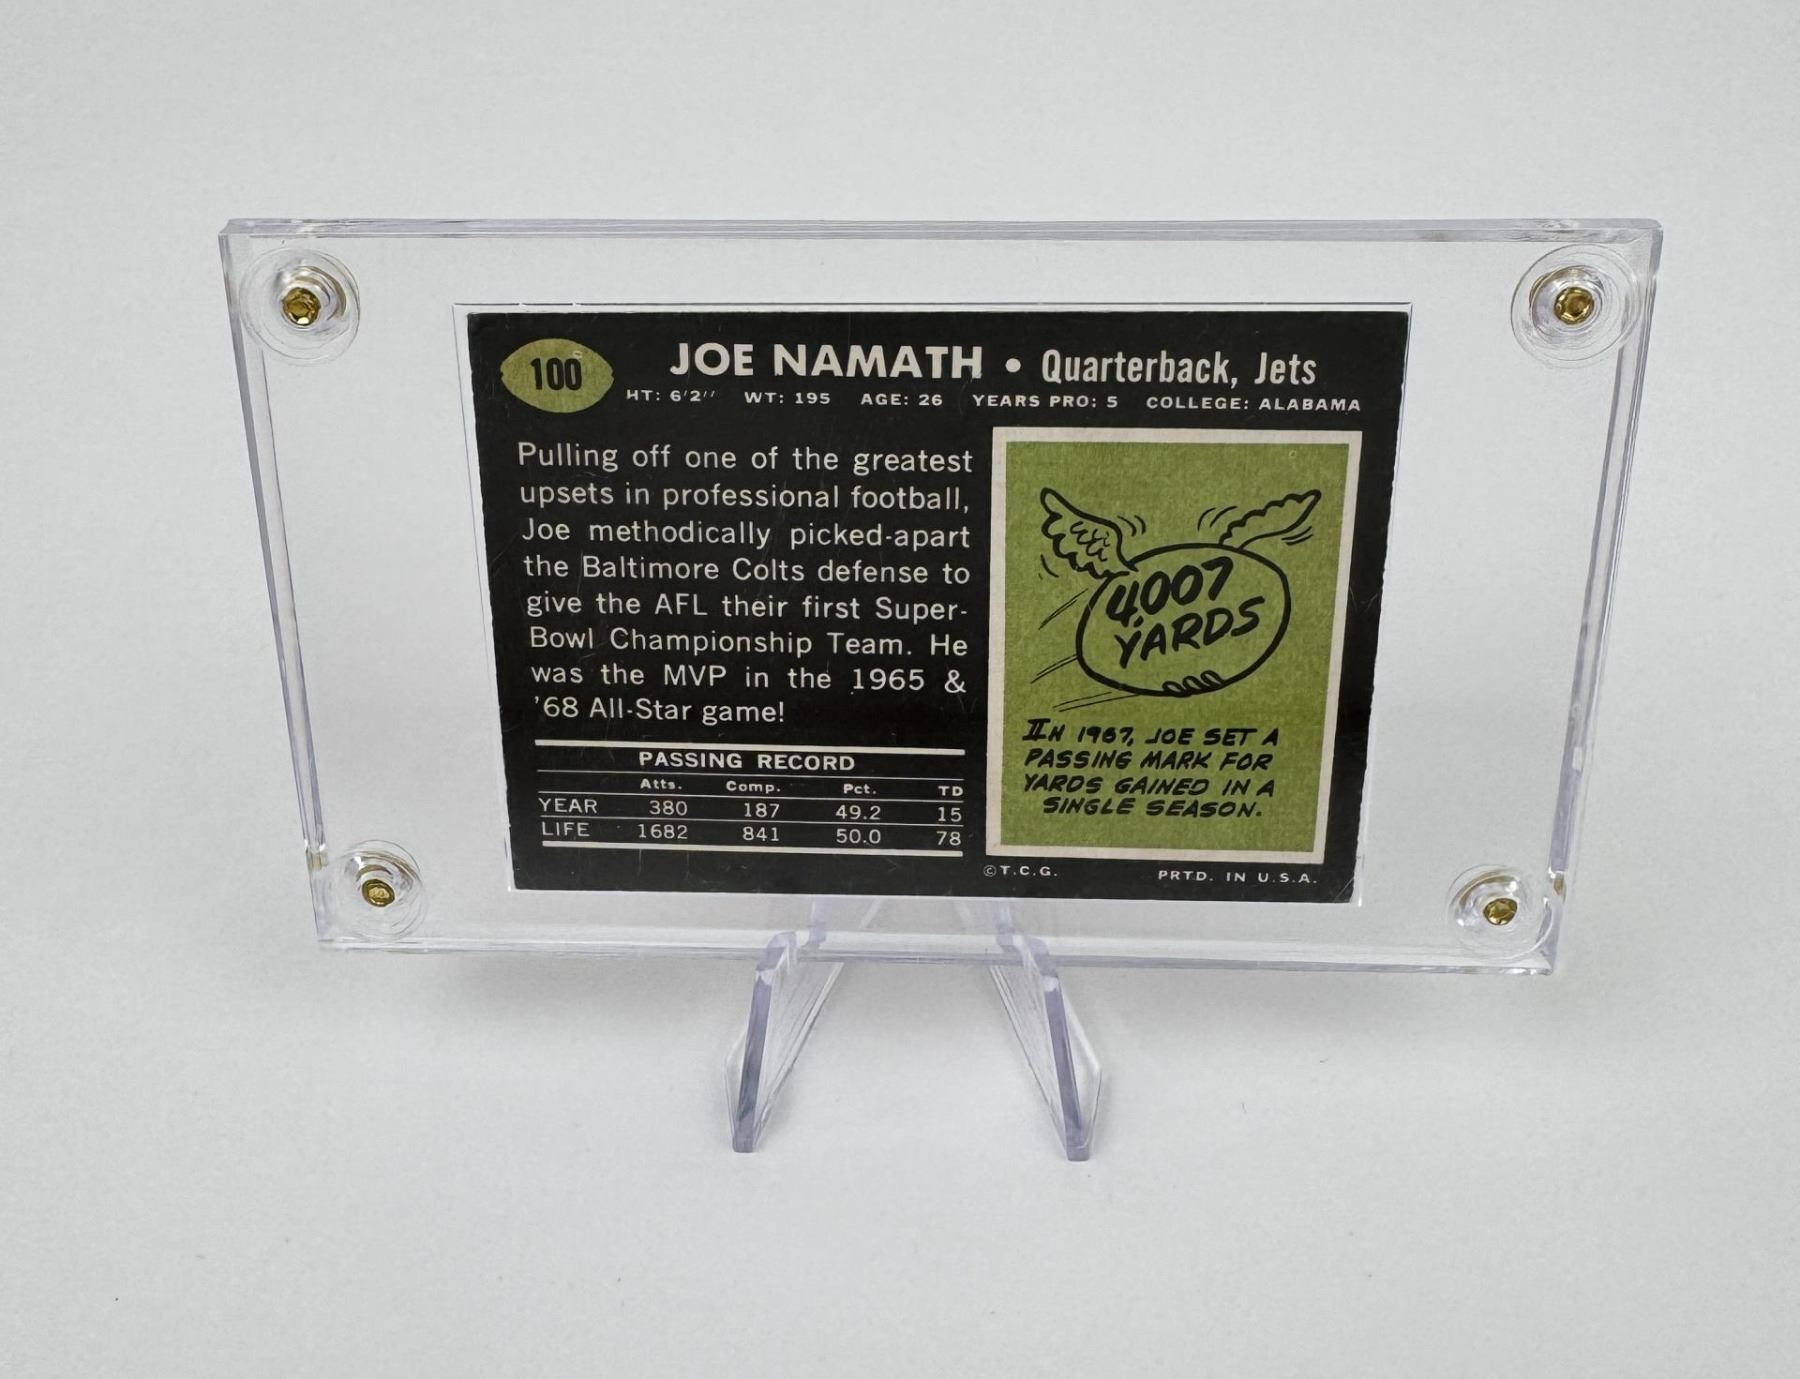 100
JOE NAMATH • Quarterback, Jets
HT: 6'2'' WT: 195 AGE: 26 YEARS PRO: 5 COLLEGE: ALABAMA
Pulling off one of the greatest
upsets in professional football,
Joe methodically picked-apart
the Baltimore Colts defense to
give the AFL their first Super-
Bowl Championship Team. He
was the MVP in the 1965 &
'68 All-Star game!
PASSING RECORD
Atts. Comp. Pct. TD
YEAR 380 187 49.2 15
LIFE 1682 841 50.0 78
4,007
YARDS
IN 1967, JOE SET A
PASSING MARK FOR
YARDS GAINED IN A
SINGLE SEASON.
©T.C.G. PRTD. IN U.S.A.